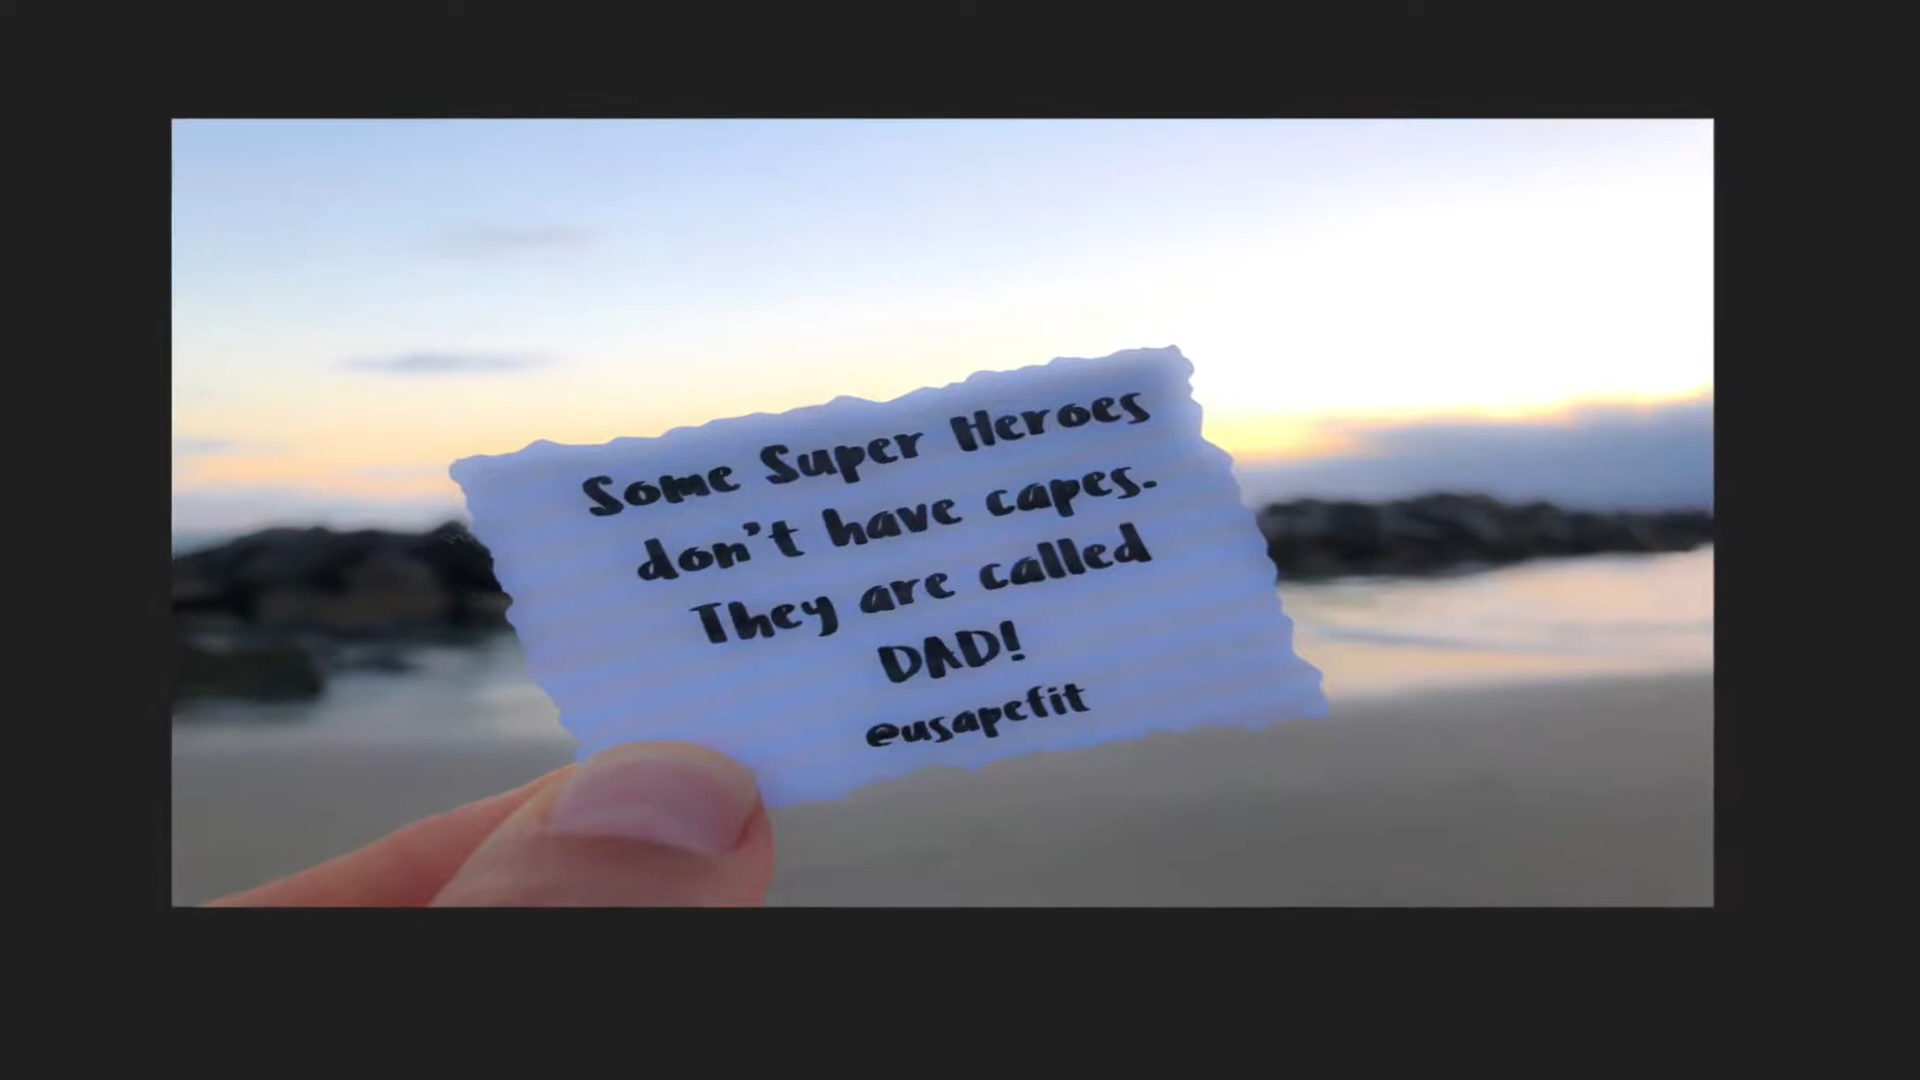 Some Super Heroes
don't have capes.
They are called
DAD!
@usapefit